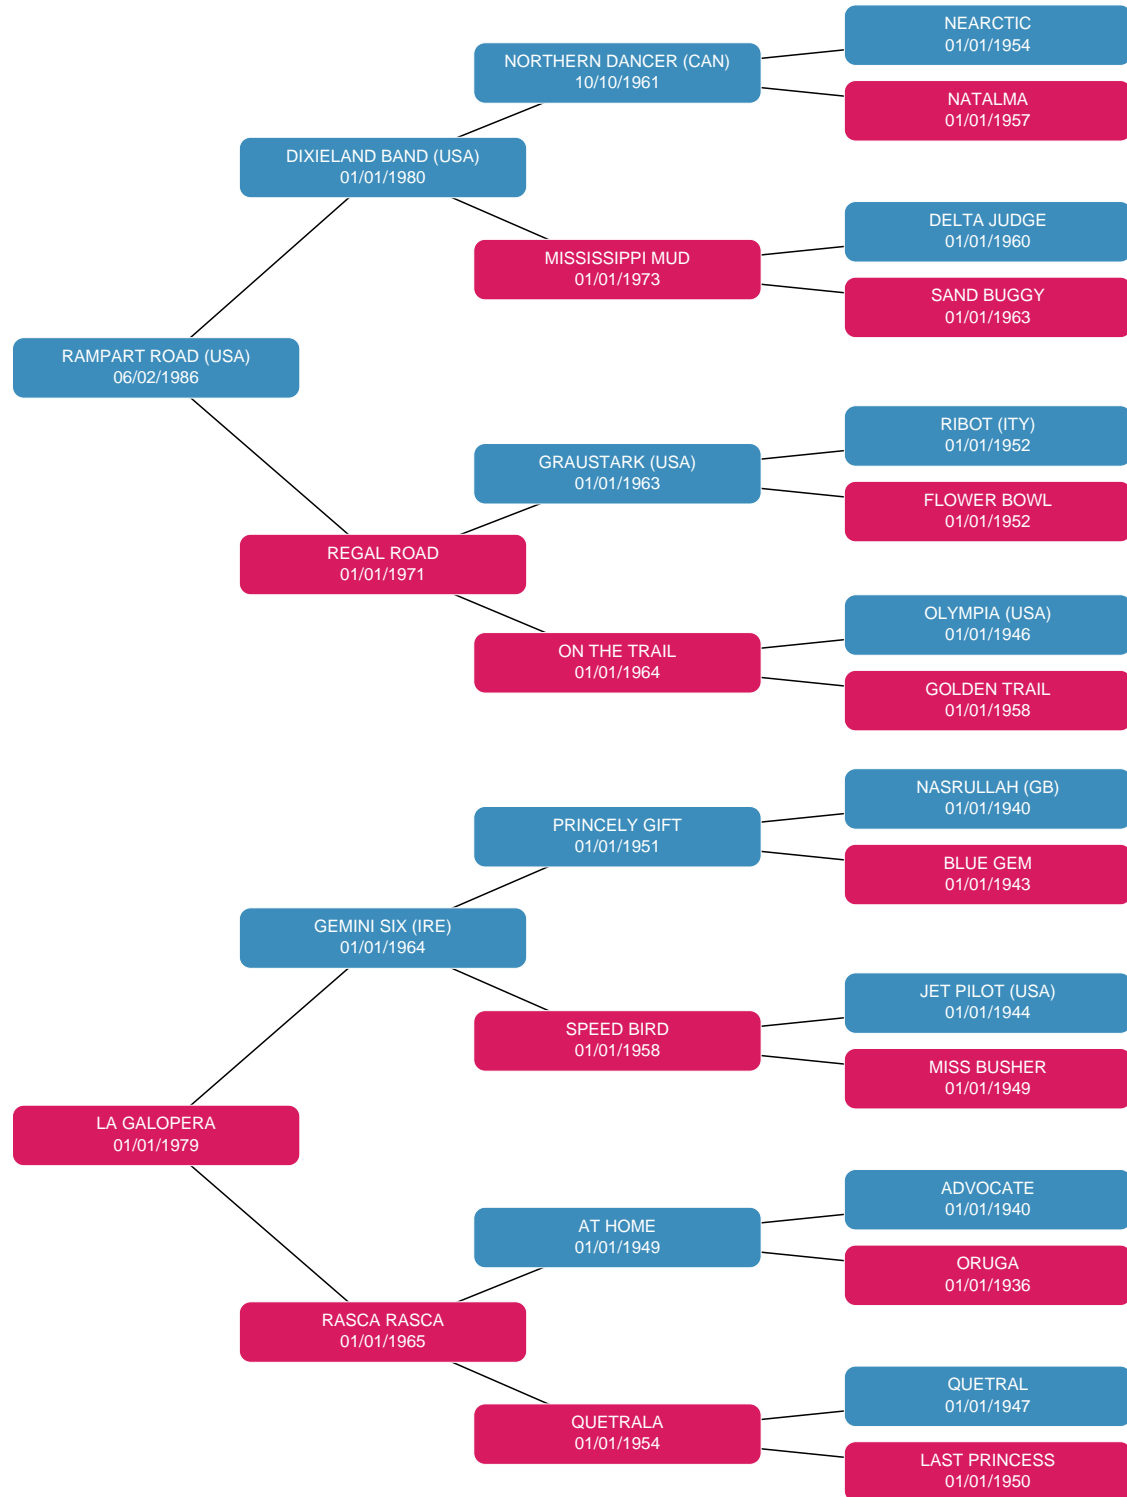 NEARCTIC
01/01/1954
NORTHERN DANCER (CAN)
10/10/1961
NATALMA
01/01/1957
DIXIELAND BAND (USA)
01/01/1980
DELTA JUDGE
01/01/1960
MISSISSIPPI MUD
01/01/1973
SAND BUGGY
01/01/1963
RAMPART ROAD (USA)
06/02/1986
RIBOT (ITY)
01/01/1952
GRAUSTARK (USA)
01/01/1963
FLOWER BOWL
01/01/1952
REGAL ROAD
01/01/1971
OLYMPIA (USA)
01/01/1946
ON THE TRAIL
01/01/1964
GOLDEN TRAIL
01/01/1958
NASRULLAH (GB)
01/01/1940
PRINCELY GIFT
01/01/1951
BLUE GEM
01/01/1943
GEMINI SIX (IRE)
01/01/1964
JET PILOT (USA)
01/01/1944
SPEED BIRD
01/01/1958
MISS BUSHER
01/01/1949
LA GALOPERA
01/01/1979
ADVOCATE
01/01/1940
AT HOME
01/01/1949
ORUGA
01/01/1936
RASCA RASCA
01/01/1965
QUETRAL
01/01/1947
QUETRALA
01/01/1954
LAST PRINCESS
01/01/1950